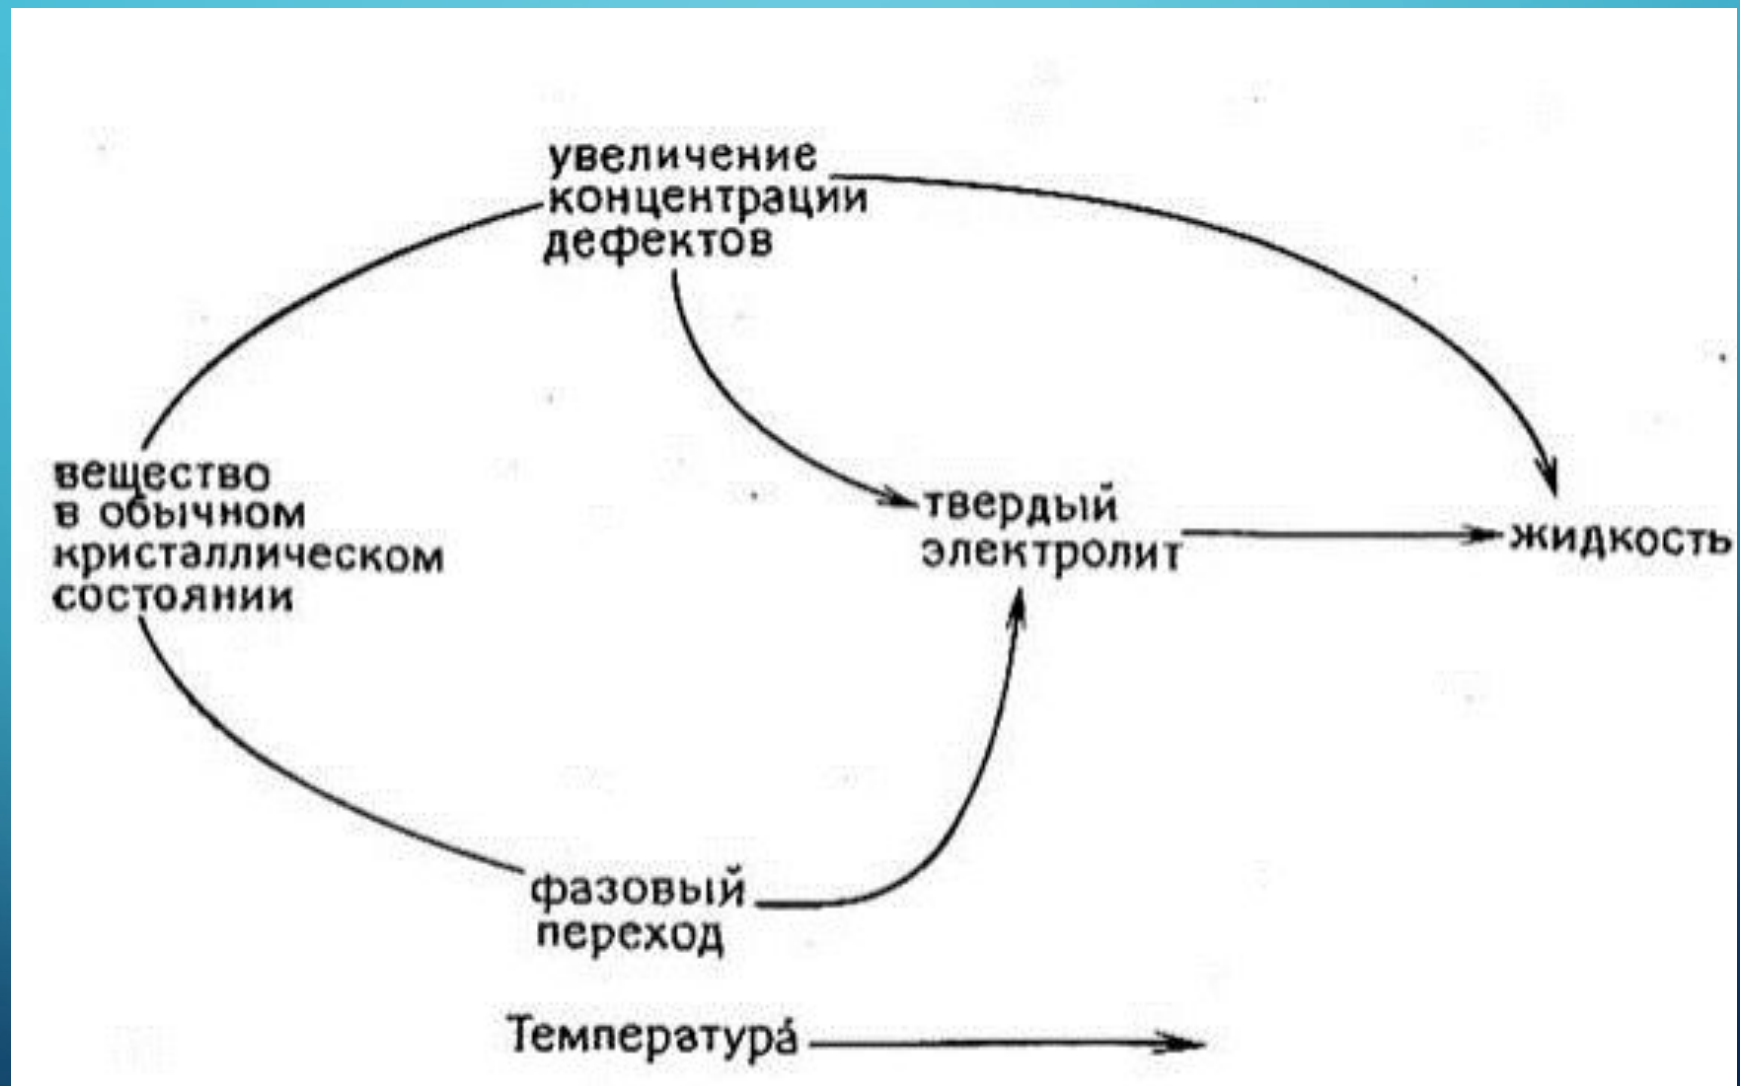 увеличение
концентрации
дефектов
вещество
в обычном
кристаллическом
состоянии
твердый
электролит
жидкость
фазовый
переход
Температура